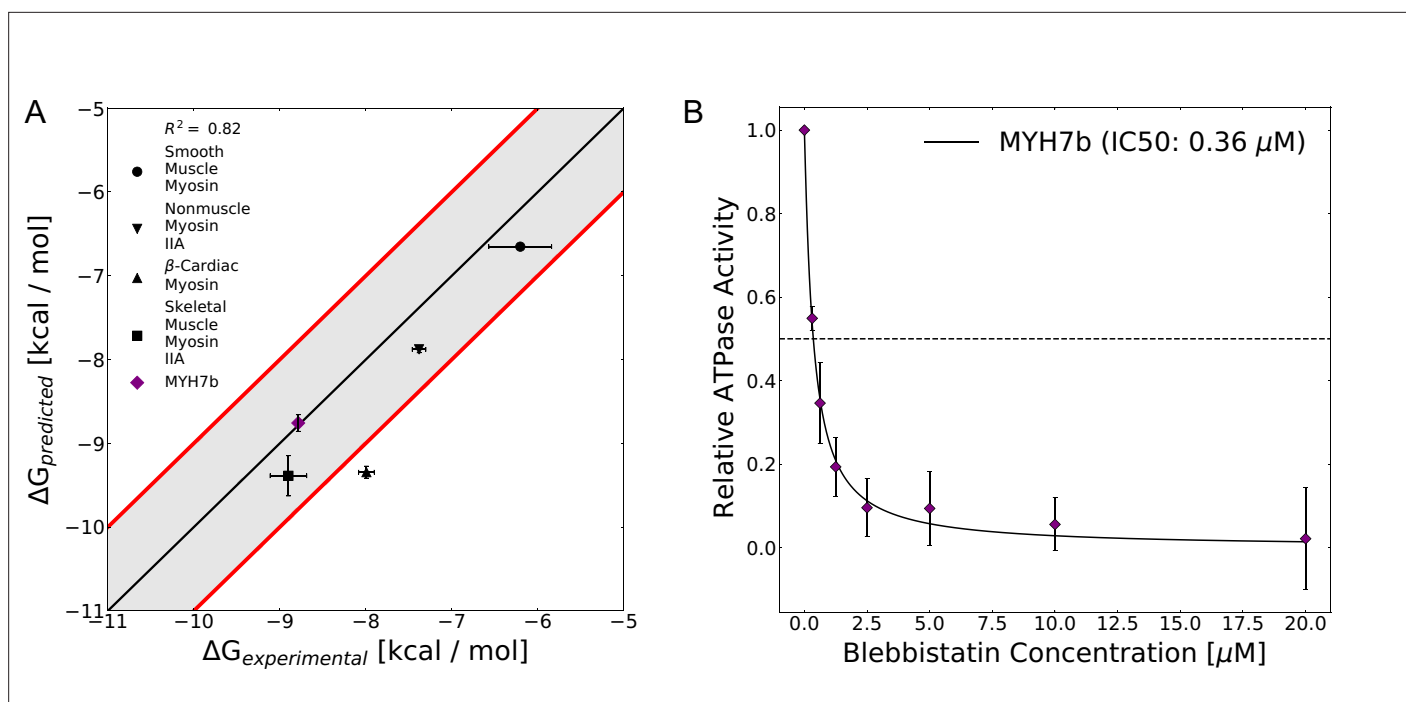 A
R² = 0.82
Smooth
Muscle
Myosin
Nonmuscle
Myosin
IIA
β-Cardiac
Myosin
Skeletal
Muscle
Myosin
IIA
MYH7b
−5
−6
−7
−8
−9
−10
−11
ΔGpredicted [kcal / mol]
−11
−10
−9
−8
−7
−6
−5
ΔGexperimental [kcal / mol]
B
MYH7b (IC50: 0.36 μM)
1.0
0.8
0.6
0.4
0.2
0.0
Relative ATPase Activity
0.0
2.5
5.0
7.5
10.0
12.5
15.0
17.5
20.0
Blebbistatin Concentration [μM]